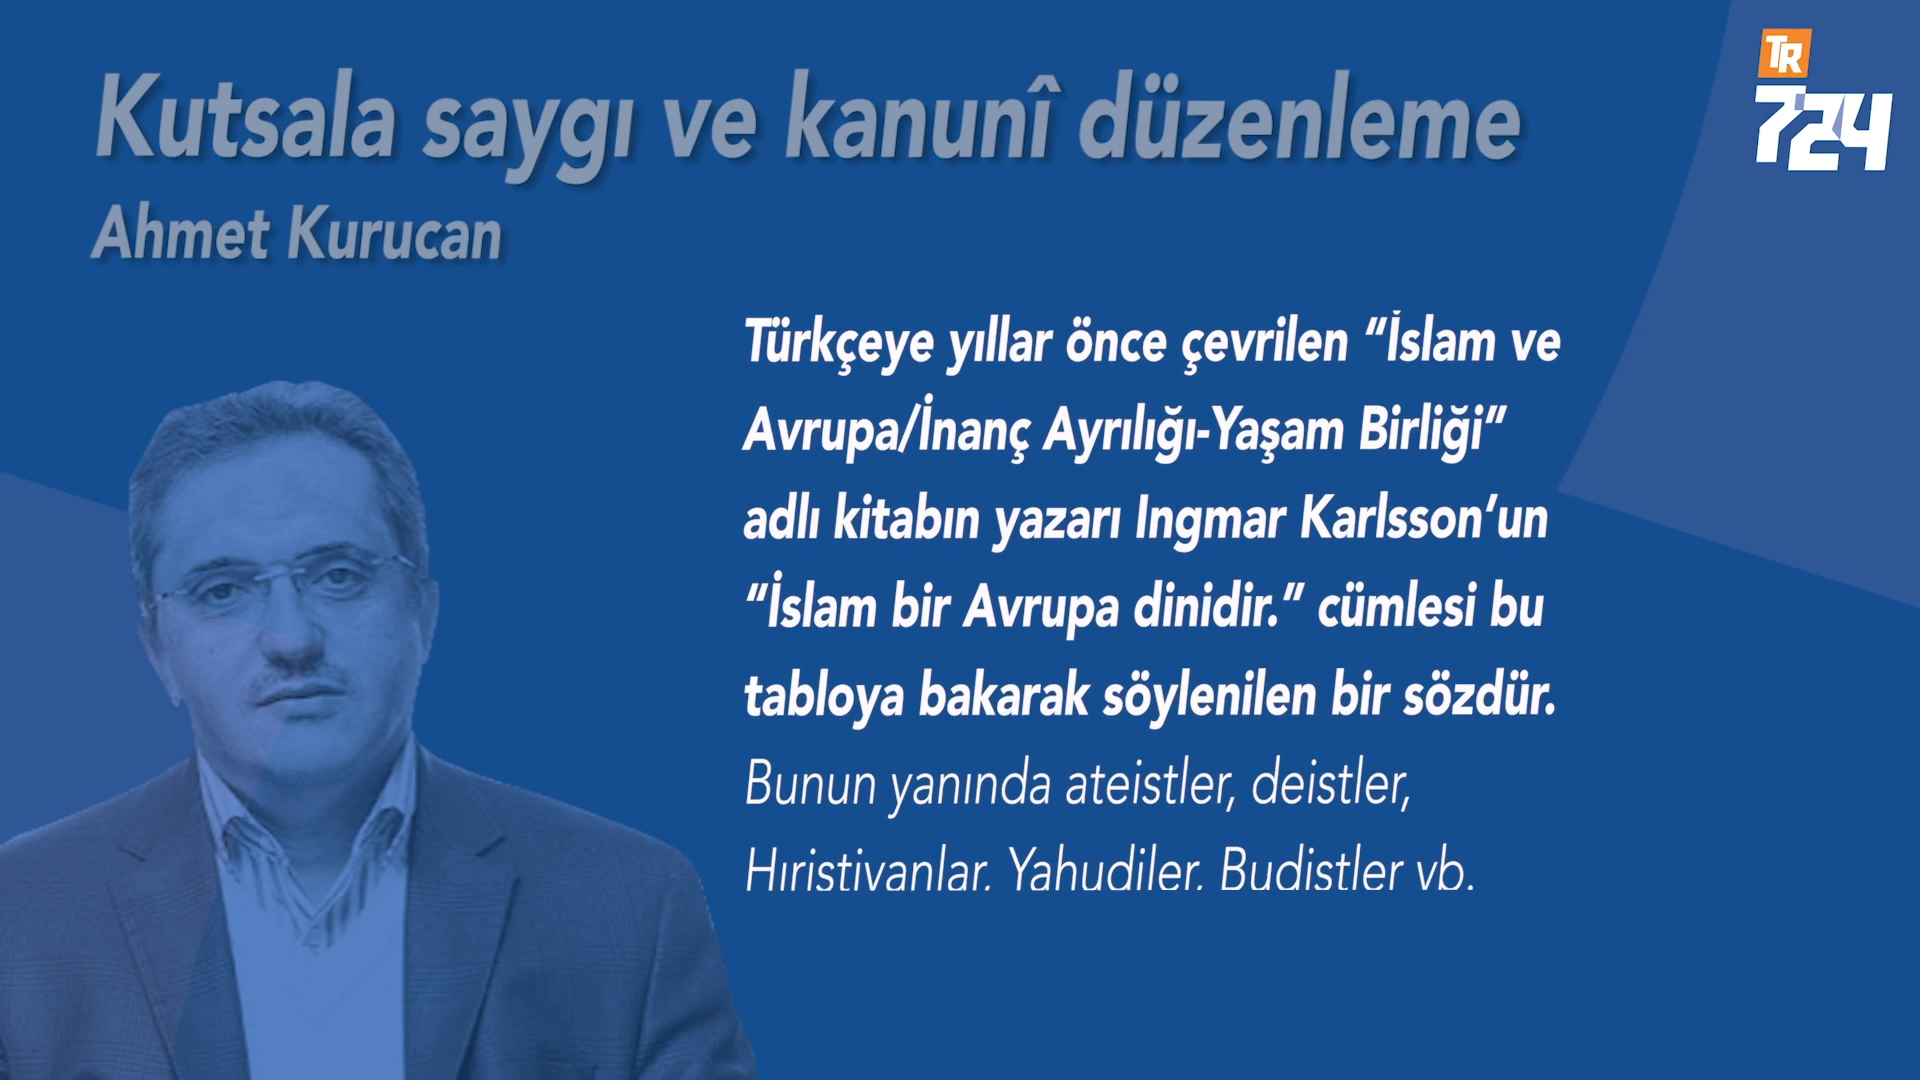 Kutsala saygı ve kanunî düzenleme
Ahmet Kurucan
TR
724
Türkçeye yıllar önce çevrilen “İslam ve
Avrupa/İnanç Ayrılığı-Yaşam Birliği”
adlı kitabın yazarı Ingmar Karlsson’un
“İslam bir Avrupa dinidir.” cümlesi bu
tabloya bakarak söylenilen bir sözdür.
Bunun yanında ateistler, deistler,
Hıristiyanlar, Yahudiler, Budistler vb.